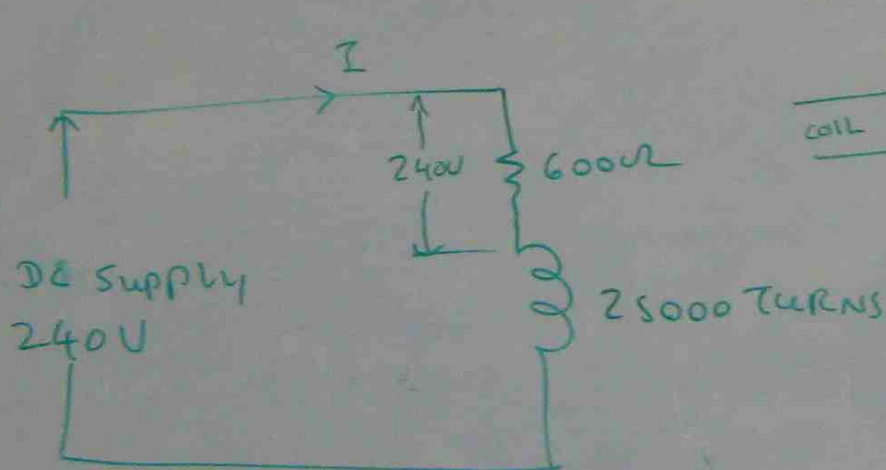 I
240V
600Ω
COIL
DC Supply
240V
25000 TURNS